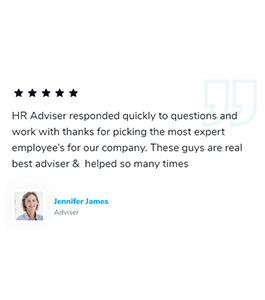 HR Adviser responded quickly to questions and
work with thanks for picking the most expert
employee's for our company. These guys are real
best adviser & helped so many times
Jennifer James
Adviser